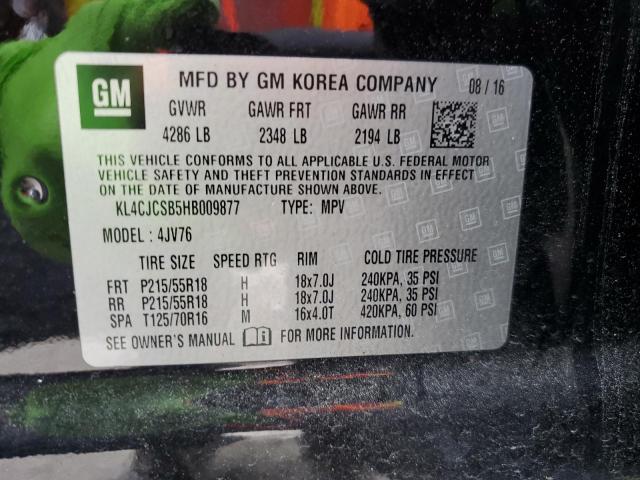 GM MFD BY GM KOREA COMPANY 08 / 16
GVWR GAWR FRT GAWR RR
4286 LB 2348 LB 2194 LB
THIS VEHICLE CONFORMS TO ALL APPLICABLE U.S. FEDERAL MOTOR
VEHICLE SAFETY AND THEFT PREVENTION STANDARDS IN EFFECT
ON THE DATE OF MANUFACTURE SHOWN ABOVE.
KL4CJCSB5HB009877 TYPE: MPV
MODEL : 4JV76
TIRE SIZE SPEED RTG RIM COLD TIRE PRESSURE
FRT P215/55R18 H 18x7.0J 240KPA, 35 PSI
RR P215/55R18 H 18x7.0J 240KPA, 35 PSI
SPA T125/70R16 M 16x4.0T 420KPA, 60 PSI
SEE OWNER'S MANUAL FOR MORE INFORMATION.